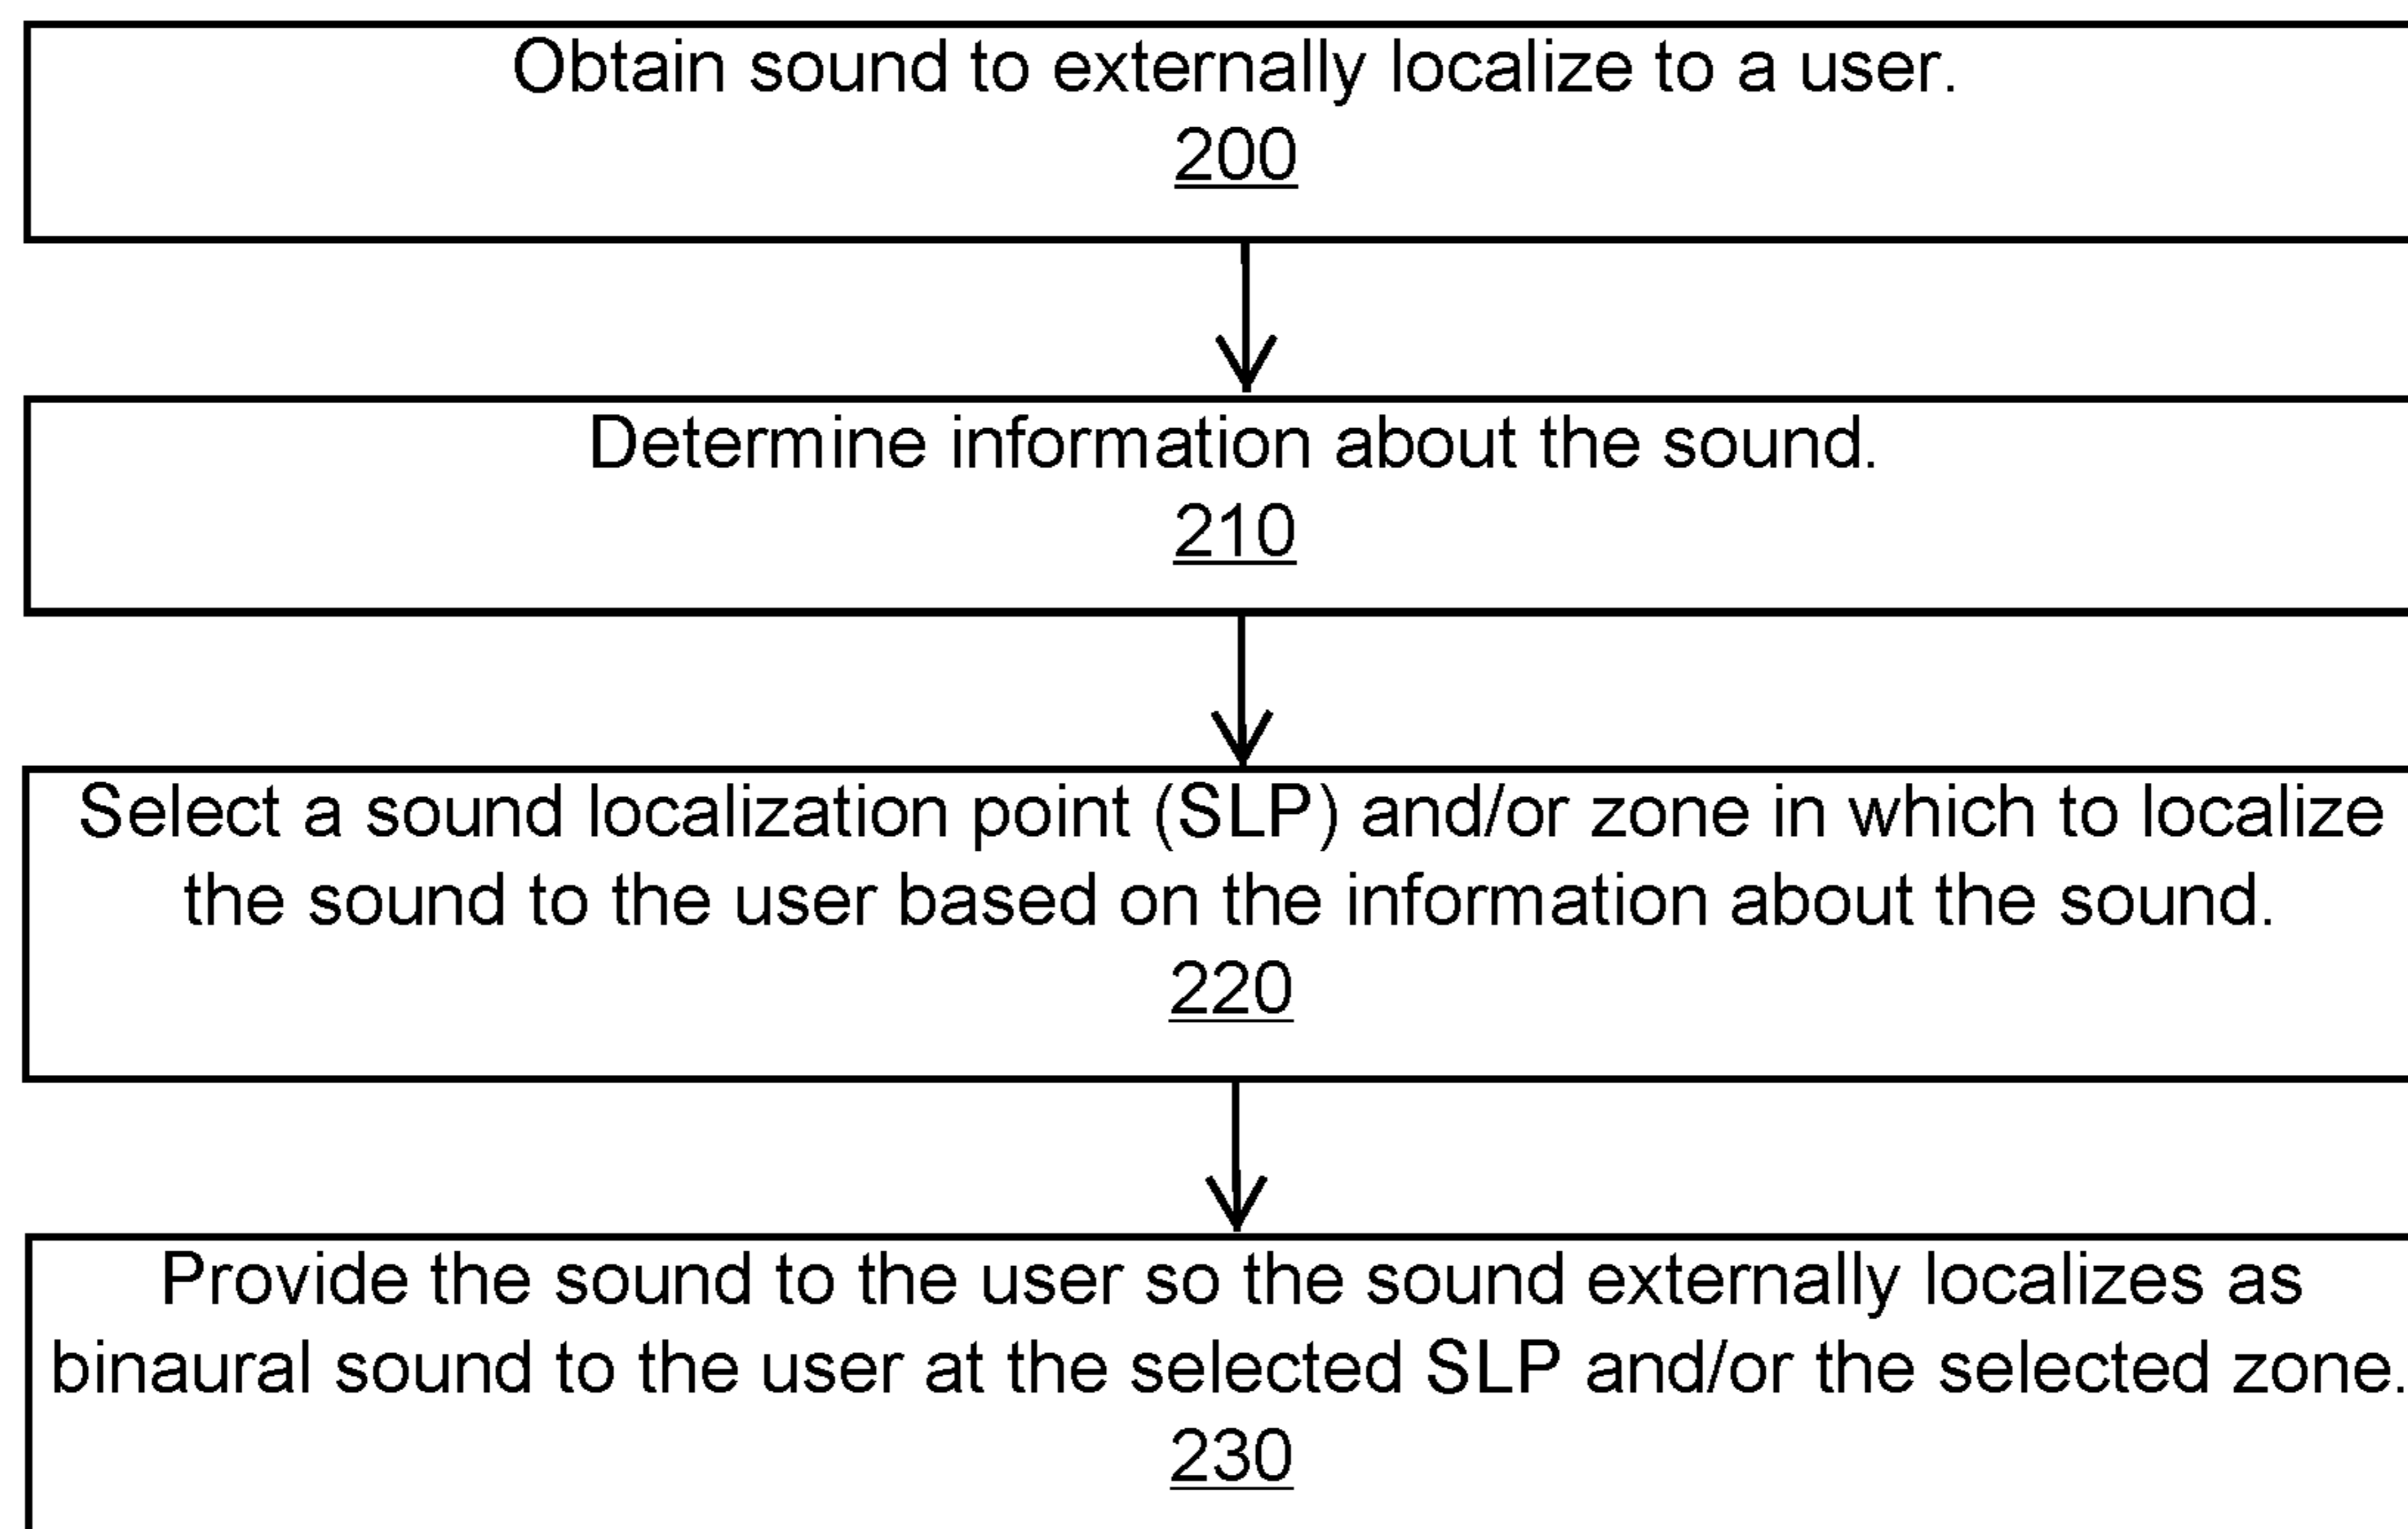 Obtain sound to externally localize to a user.
200
Determine information about the sound.
210
Select a sound localization point (SLP) and/or zone in which to localize
the sound to the user based on the information about the sound.
220
Provide the sound to the user so the sound externally localizes as
binaural sound to the user at the selected SLP and/or the selected zone.
230